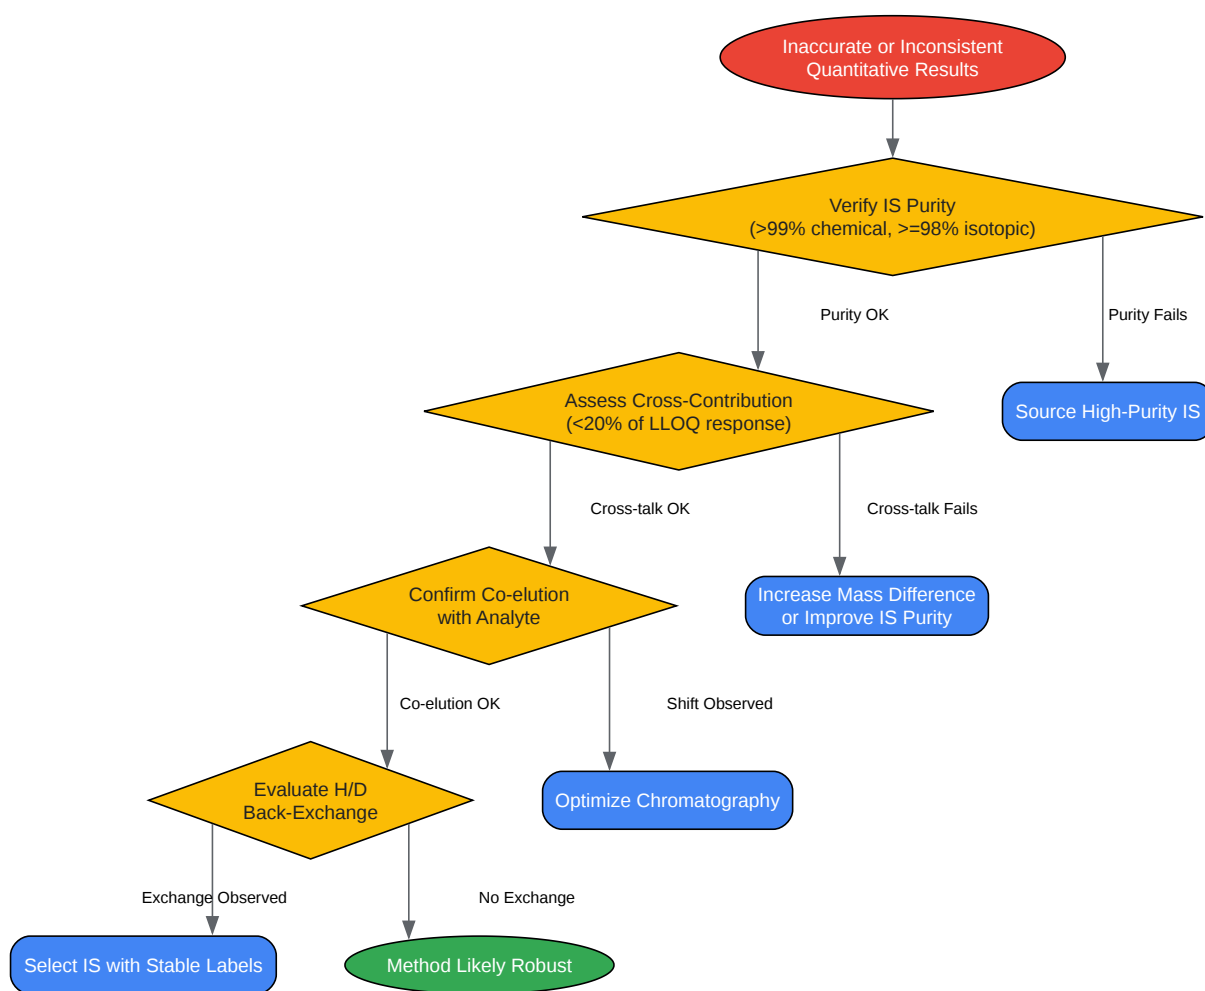 Inaccurate or Inconsistent
Quantitative Results
Verify IS Purity
(>99% chemical, >=98% isotopic)
Purity OK
Purity Fails
Assess Cross-Contribution
(<20% of LLOQ response)
Source High-Purity IS
Cross-talk OK
Cross-talk Fails
Confirm Co-elution
with Analyte
Increase Mass Difference
or Improve IS Purity
Co-elution OK
Shift Observed
Evaluate H/D
Back-Exchange
Optimize Chromatography
Exchange Observed
No Exchange
Select IS with Stable Labels
Method Likely Robust